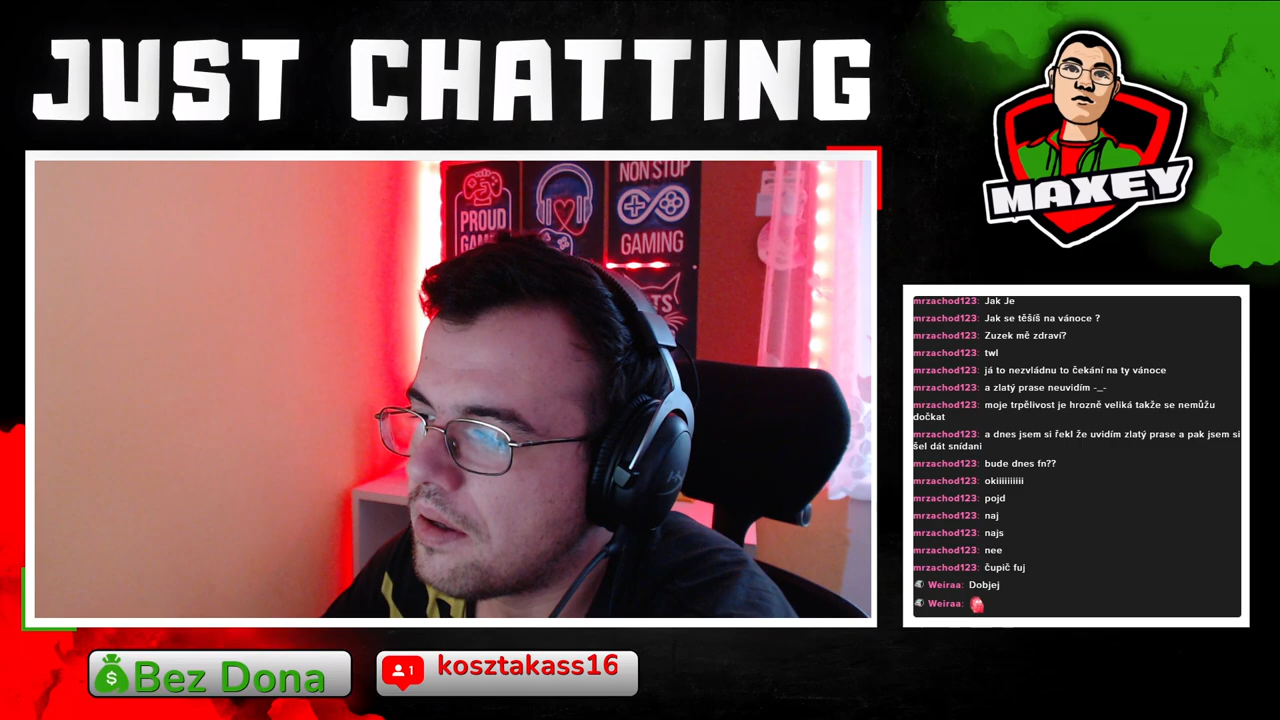 JUST CHATTING
MAXEY
PROUD
NON STOP
GAMING
mrzachod123: Jak Je
mrzachod123: Jak se těšíš na vánoce ?
mrzachod123: Zuzek mě zdraví?
mrzachod123: twl
mrzachod123: já to nezvládnu to čekání na ty vánoce
mrzachod123: a zlatý prase neuvidím -_-
mrzachod123: moje trpělivost je hrozně veliká takže se nemůžu
dočkat
mrzachod123: a dnes jsem si řekl že uvidím zlatý prase a pak jsem si
šel dát snídani
mrzachod123: bude dnes fn??
mrzachod123: okiiiiiiiiii
mrzachod123: pojd
mrzachod123: naj
mrzachod123: najs
mrzachod123: nee
mrzachod123: čupič fuj
Weiraa: Dobjej
Weiraa:
$ Bez Dona
1 kosztakass16